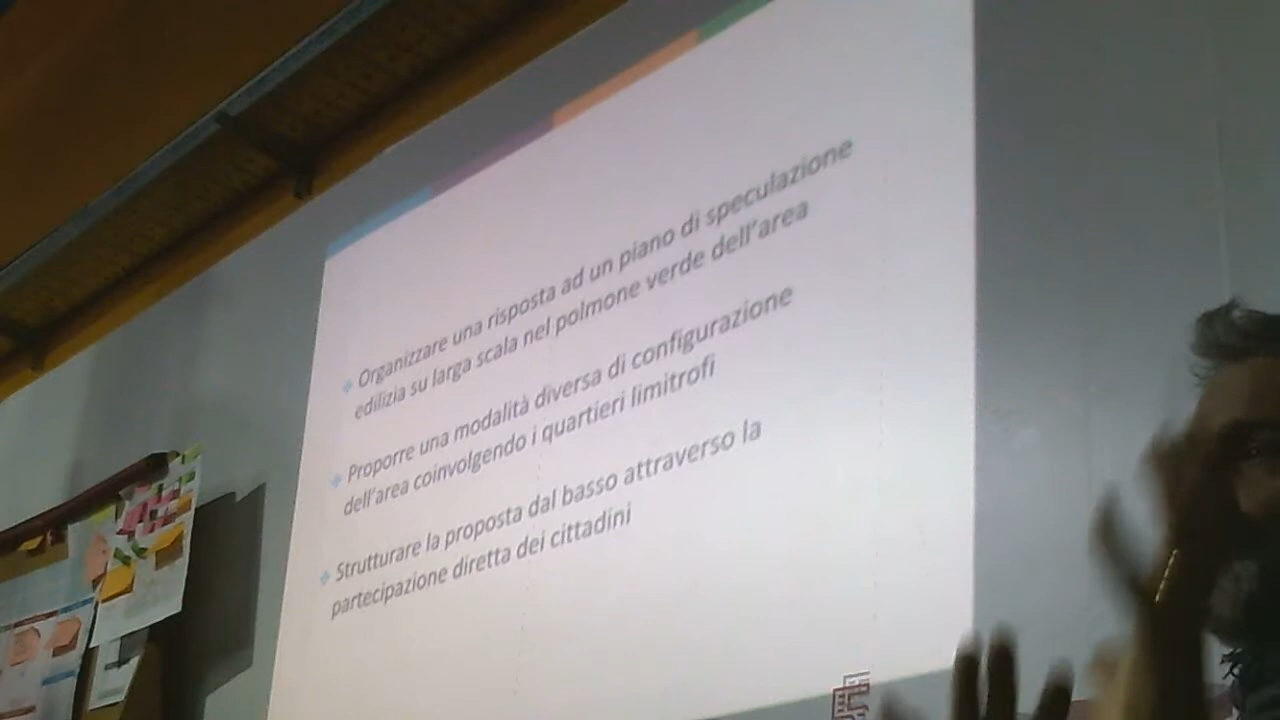 Organizzare una risposta ad un piano di speculazione
edilizia su larga scala nel polmone verde dell'area
Proporre una modalità diversa di configurazione
dell'area coinvolgendo i quartieri limitrofi
Strutturare la proposta dal basso attraverso la
partecipazione diretta dei cittadini